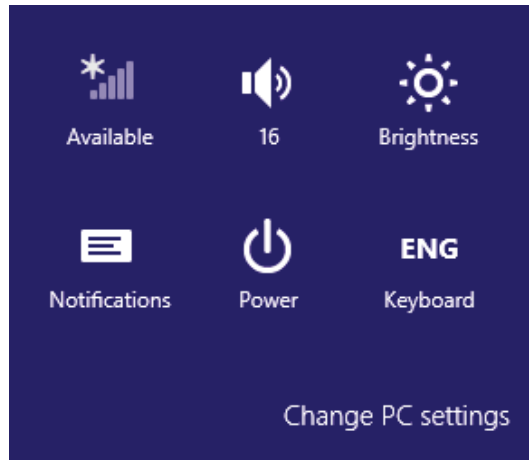 Available
16
Brightness
Notifications
Power
ENG
Keyboard
Change PC settings